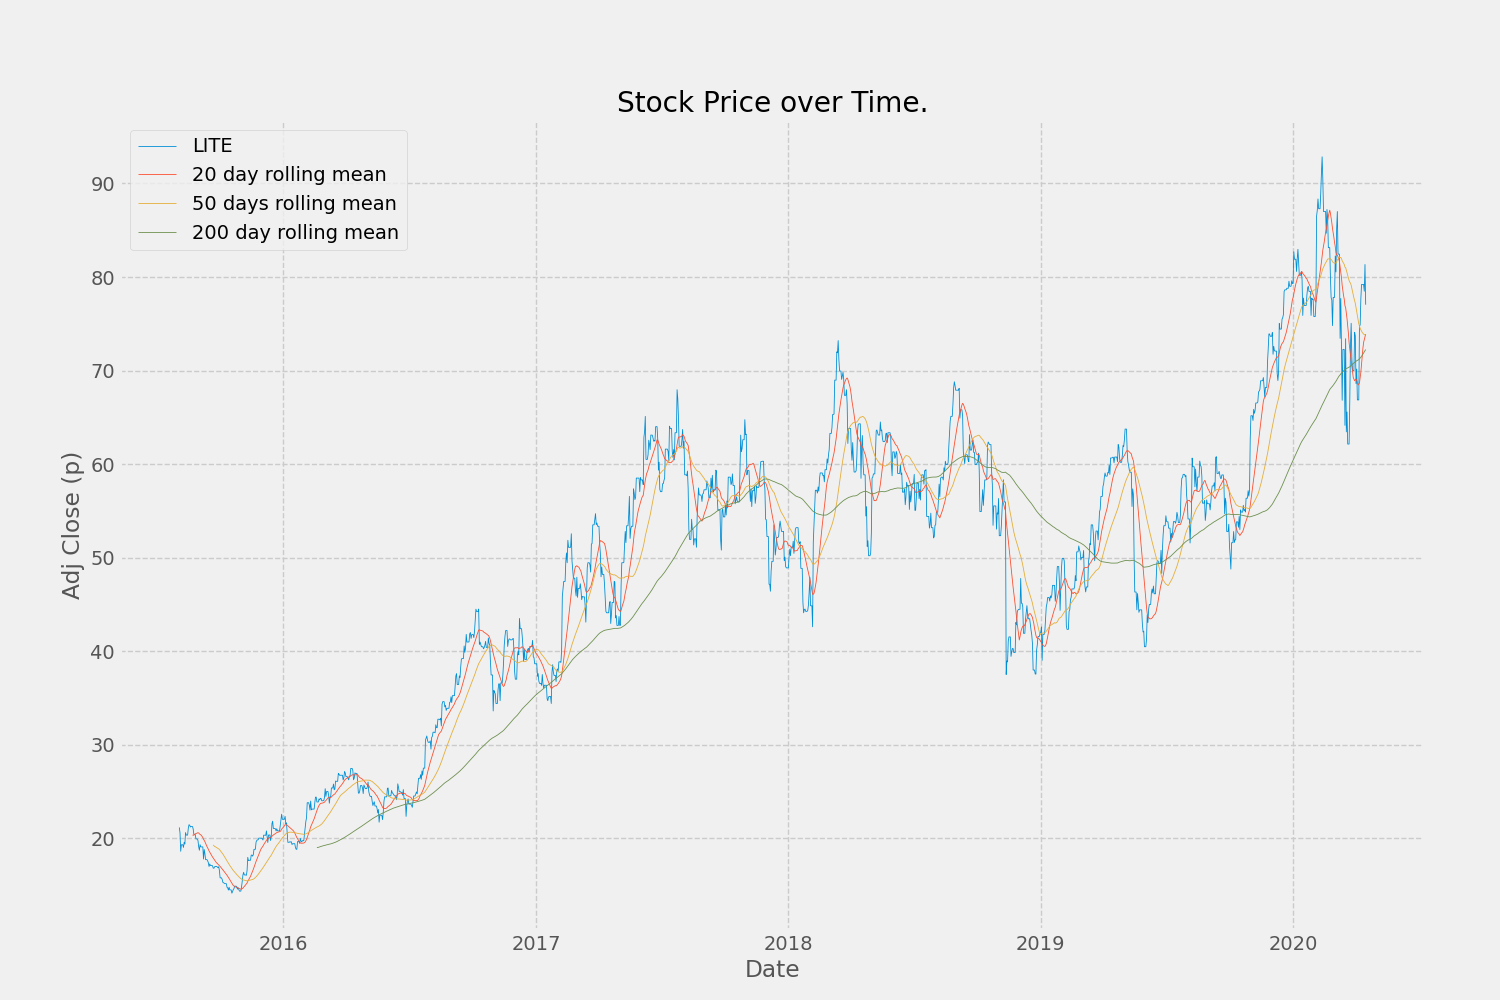 Stock Price over Time.
LITE
20 day rolling mean
50 days rolling mean
200 day rolling mean
90
80
70
60
50
40
30
20
Adj Close (p)
2016 2017 2018 2019 2020
Date